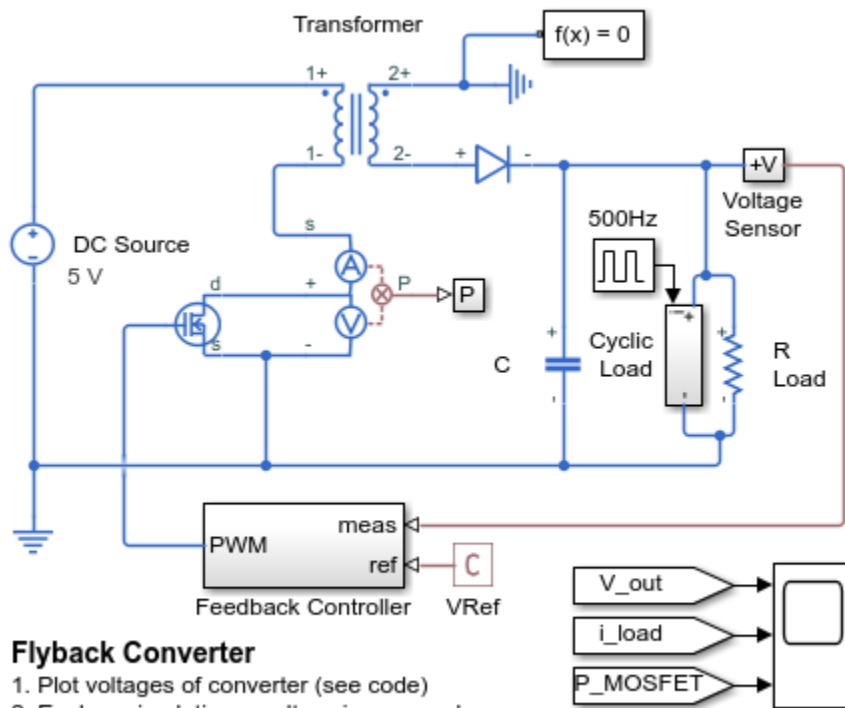 Transformer
f(x) = 0
1+
2+
1-
2-
+
-
+V
Voltage
Sensor
500Hz
s
DC Source
5 V
A
d
+
P
P
V
s
-
C
+
-
Cyclic
Load
+
-
R
Load
+
-
meas
PWM
ref
C
Feedback Controller
VRef
V_out
i_load
P_MOSFET
Flyback Converter
1. Plot voltages of converter (see code)